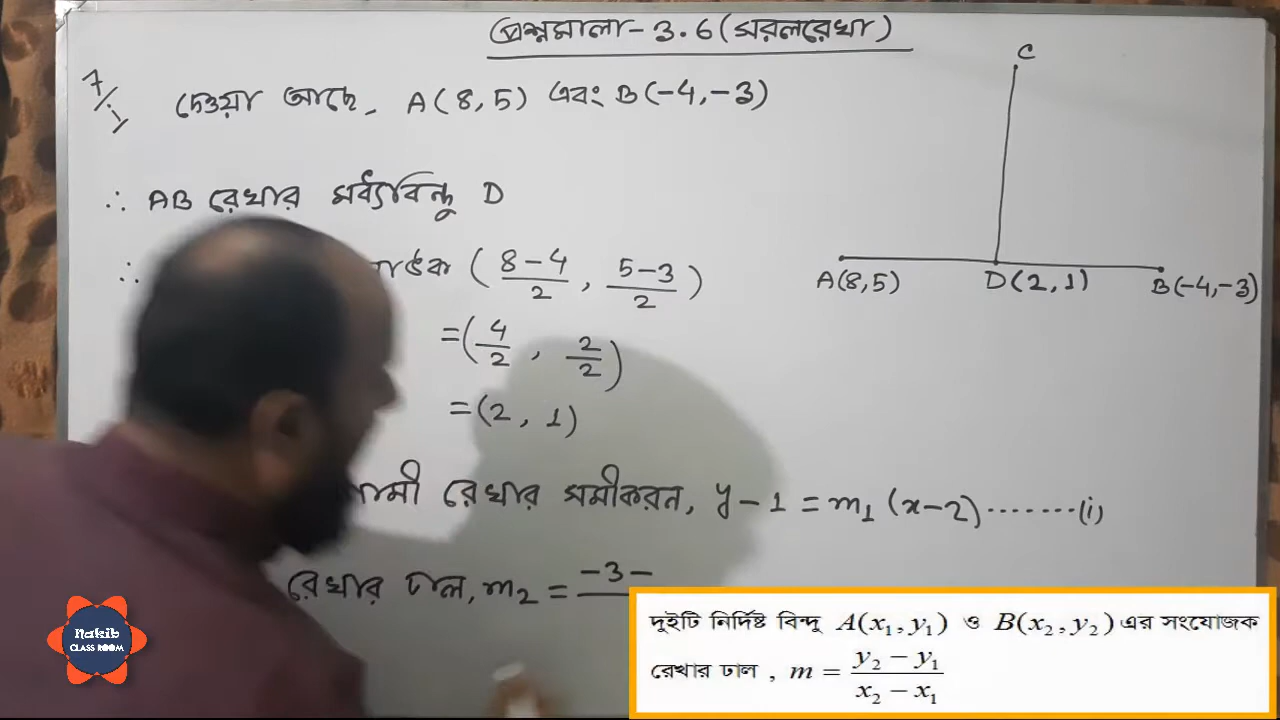 প্রশ্নমালা-3.6 (সরলরেখা)
7/i
দেওয়া আছে, A(8,5) এবং B(-4,-3)
∴ AB রেখার মধ্যবিন্দু D
∴ (8-4/2, 5-3/2)
=(4/2, 2/2)
=(2, 1)
গামী রেখার সমীকরন, y-1 = m₁(x-2).......(i)
রেখার ঢাল, m₂ = -3-
C
A(8,5)
D(2,1)
B(-4,-3)
দুইটি নির্দিষ্ট বিন্দু A(x₁,y₁) ও B(x₂,y₂) এর সংযোজক
রেখার ঢাল , m = y₂ - y₁ / x₂ - x₁
Nakib
CLASS ROOM